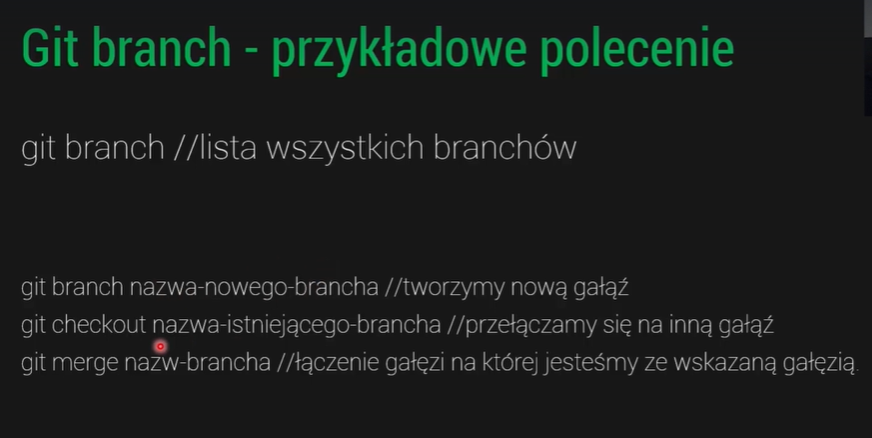 Git branch - przykładowe polecenie
git branch //lista wszystkich branchów
git branch nazwa-nowego-brancha //tworzymy nową gałąź
git checkout nazwa-istniejącego-brancha //przełączamy się na inną gałąź
git merge nazw-brancha //łączenie gałęzi na której jesteśmy ze wskazaną gałęzią.